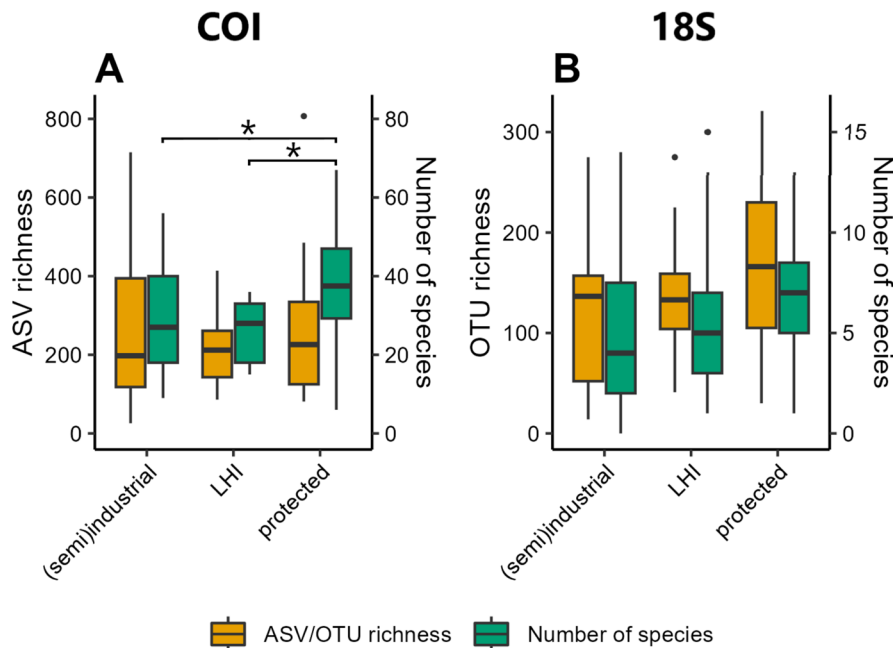 COI
18S
A
B
800
600
400
200
0
ASV richness
80
60
40
20
0
Number of species
*
*
300
200
100
0
OTU richness
15
10
5
0
Number of species
(semi)industrial
LHI
protected
(semi)industrial
LHI
protected
ASV/OTU richness
Number of species